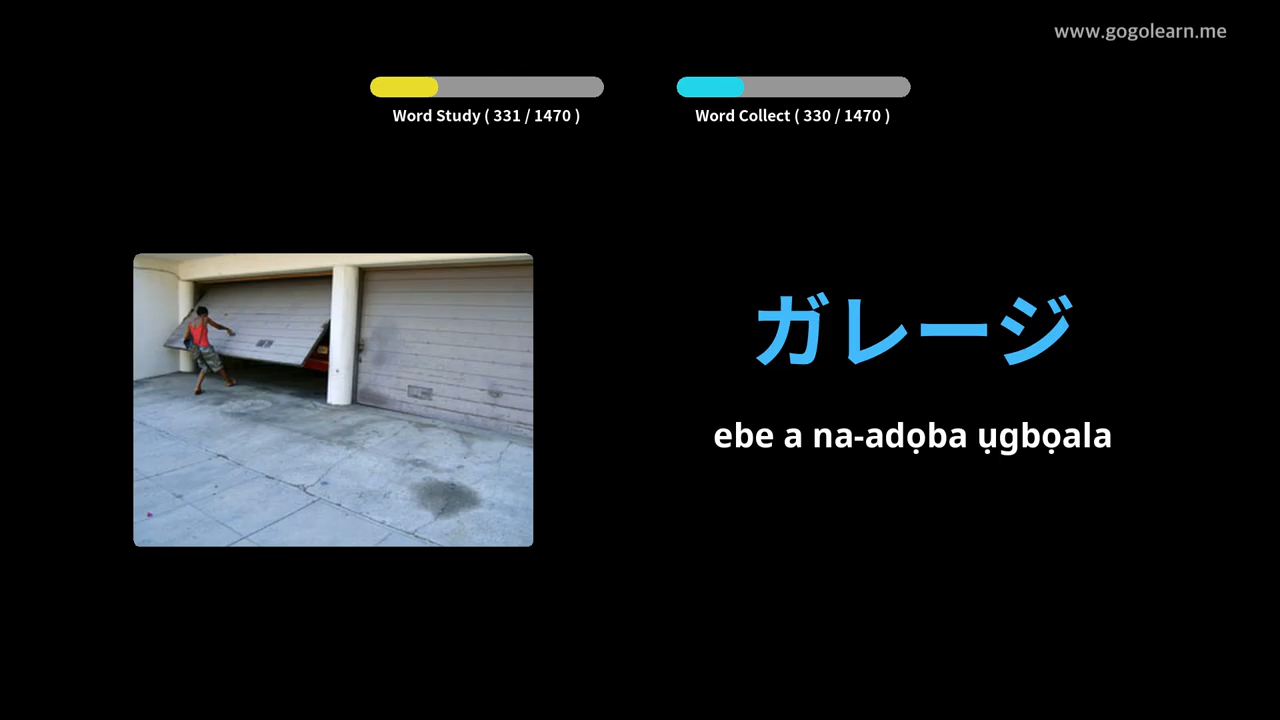 www.gogolearn.me
Word Study ( 331 / 1470 )
Word Collect ( 330 / 1470 )
ガレージ
ebe a na-adọba ụgbọala